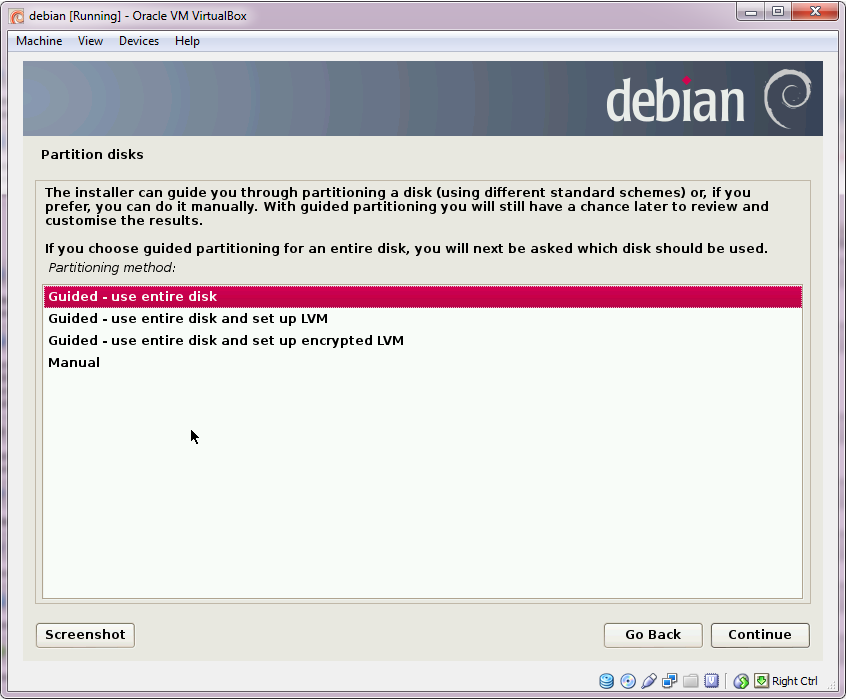 debian [Running] - Oracle VM VirtualBox
Machine View Devices Help
debian
Partition disks
The installer can guide you through partitioning a disk (using different standard schemes) or, if you
prefer, you can do it manually. With guided partitioning you will still have a chance later to review and
customise the results.
If you choose guided partitioning for an entire disk, you will next be asked which disk should be used.
Partitioning method:
Guided - use entire disk
Guided - use entire disk and set up LVM
Guided - use entire disk and set up encrypted LVM
Manual
Screenshot Go Back Continue
Right Ctrl